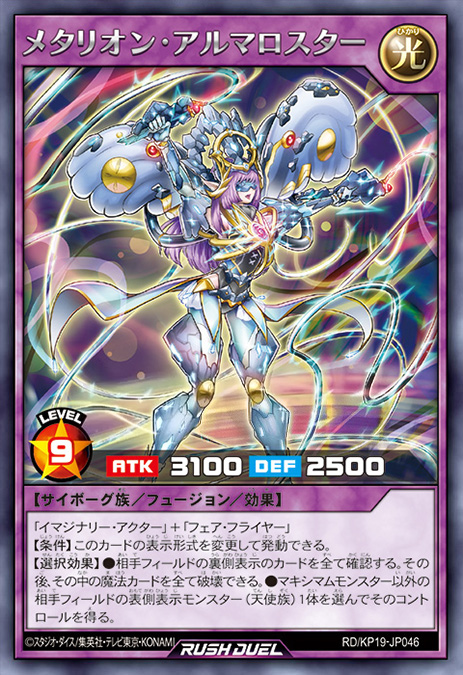 メタリオン・アルマロスター
ひかり
光
LEVEL
9
ATK 3100 DEF 2500
【サイボーグ族／フュージョン／効果】
「イマジナリー・アクター」＋「フェア・フライヤー」
【条件】このカードの表示形式を変更して発動できる。
【選択効果】●相手フィールドの裏側表示のカードを全て確認する。その
後、その中の魔法カードを全て破壊できる。●マキシマムモンスター以外の
相手フィールドの表側表示モンスター（天使族）1体を選んでそのコント
ロールを得る。
©スタジオ・ダイス/集英社・テレビ東京・KONAMI
RUSH DUEL
RD/KP19-JP046